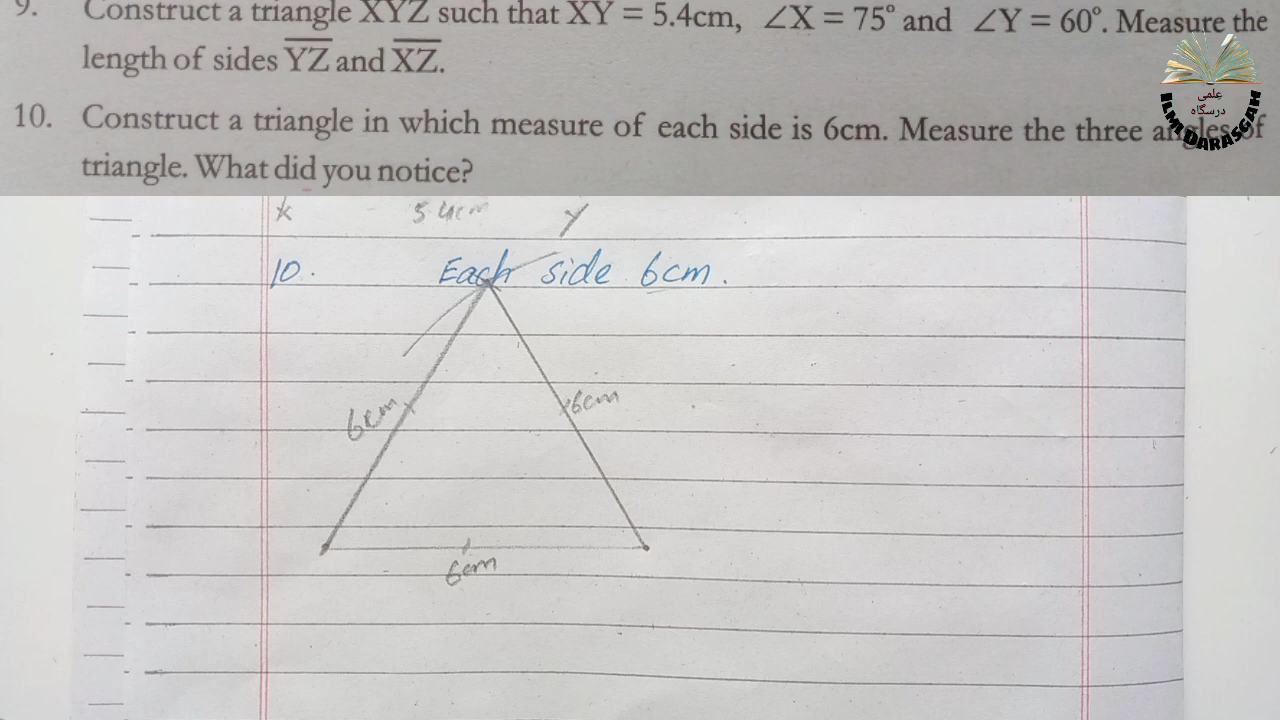 9. Construct a triangle XYZ such that XY = 5.4cm, ∠X = 75° and ∠Y = 60°. Measure the
length of sides YZ and XZ.
علمی
درسگاہ
ILMI DARASGAH
10. Construct a triangle in which measure of each side is 6cm. Measure the three angles of
triangle. What did you notice?
x 5.4cm y
10. Each side 6cm.
6cm 6cm
6cm